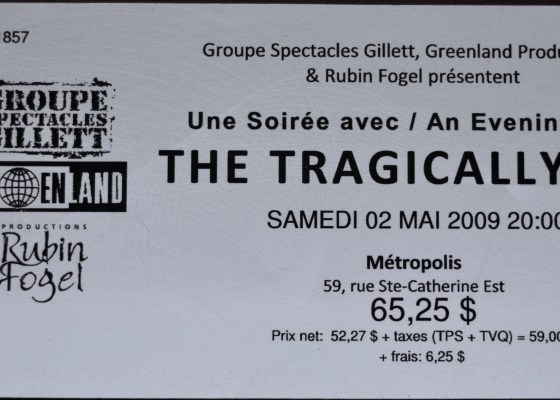 1857
Groupe Spectacles Gillett, Greenland Produ
& Rubin Fogel présentent
GROUPE
SPECTACLES
GILLETT
Une Soirée avec / An Evenin
ENLAND
PRODUCTIONS
Rubin
Fogel
THE TRAGICALLY
SAMEDI 02 MAI 2009 20:00
Métropolis
59, rue Ste-Catherine Est
65,25 $
Prix net: 52,27 $ + taxes (TPS + TVQ) = 59,00
+ frais: 6,25 $